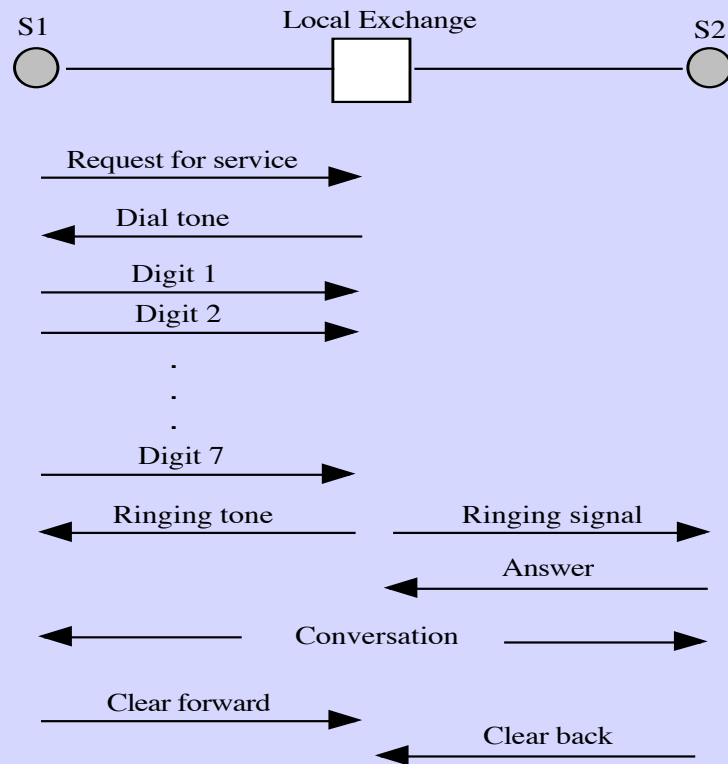 S1
Local Exchange
S2
Request for service
Dial tone
Digit 1
Digit 2
.
.
.
Digit 7
Ringing tone
Ringing signal
Answer
Conversation
Clear forward
Clear back